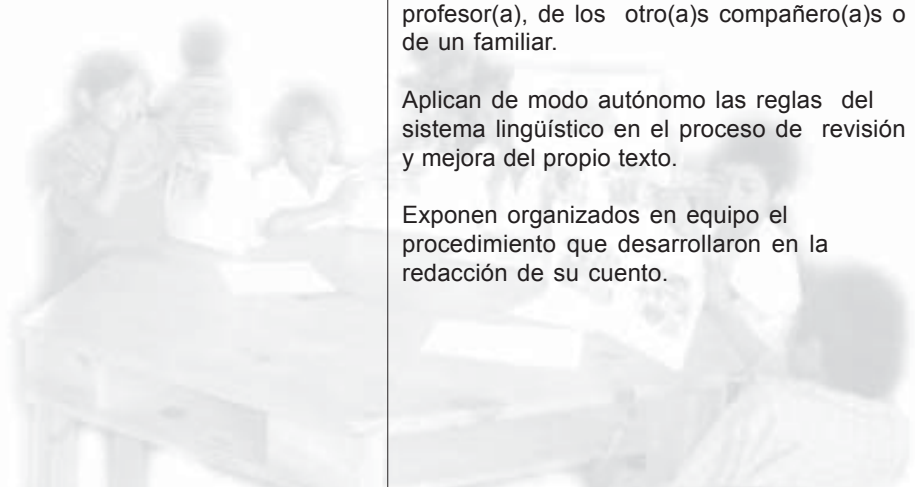 profesor(a), de los otro(a)s compañero(a)s o
de un familiar.
Aplican de modo autónomo las reglas del
sistema lingüístico en el proceso de revisión
y mejora del propio texto.
Exponen organizados en equipo el
procedimiento que desarrollaron en la
redacción de su cuento.